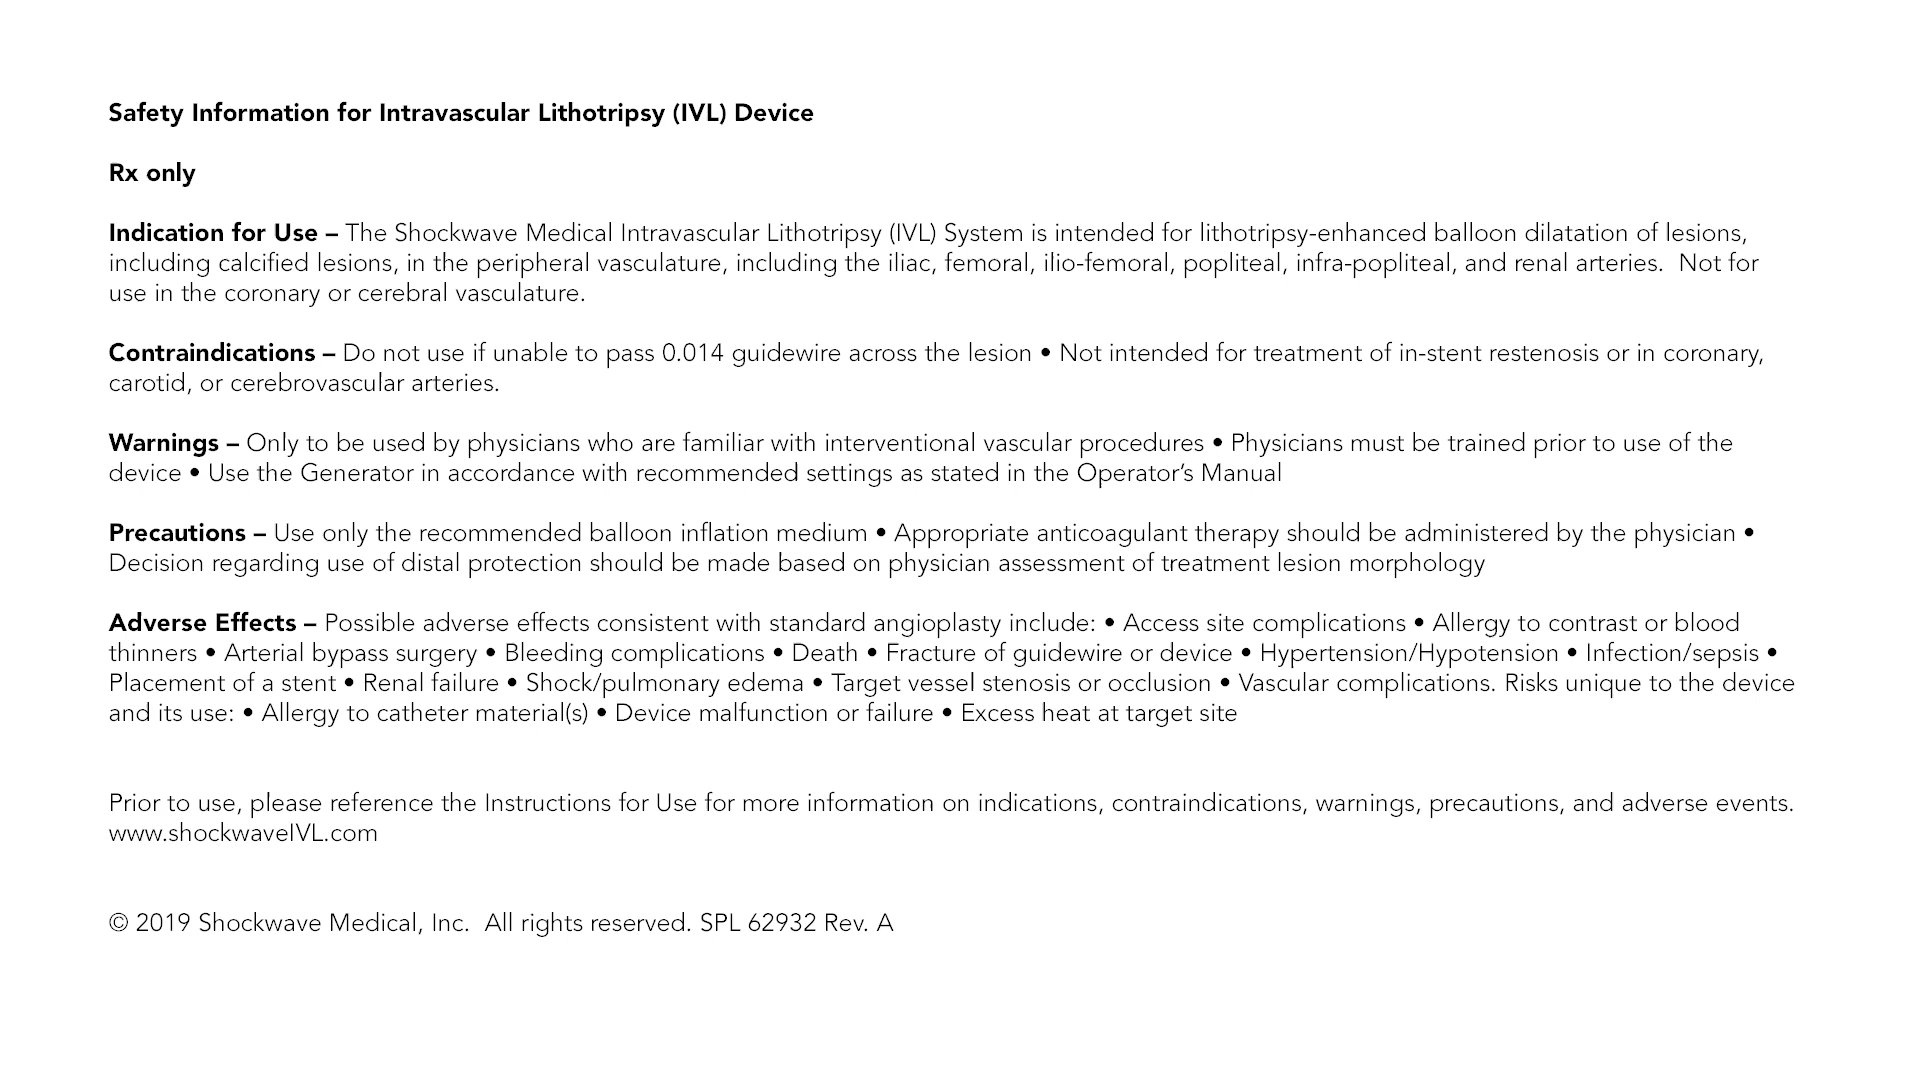 Safety Information for Intravascular Lithotripsy (IVL) Device
Rx only
Indication for Use – The Shockwave Medical Intravascular Lithotripsy (IVL) System is intended for lithotripsy-enhanced balloon dilatation of lesions,
including calcified lesions, in the peripheral vasculature, including the iliac, femoral, ilio-femoral, popliteal, infra-popliteal, and renal arteries.  Not for
use in the coronary or cerebral vasculature.
Contraindications – Do not use if unable to pass 0.014 guidewire across the lesion • Not intended for treatment of in-stent restenosis or in coronary,
carotid, or cerebrovascular arteries.
Warnings – Only to be used by physicians who are familiar with interventional vascular procedures • Physicians must be trained prior to use of the
device • Use the Generator in accordance with recommended settings as stated in the Operator’s Manual
Precautions – Use only the recommended balloon inflation medium • Appropriate anticoagulant therapy should be administered by the physician •
Decision regarding use of distal protection should be made based on physician assessment of treatment lesion morphology
Adverse Effects – Possible adverse effects consistent with standard angioplasty include: • Access site complications • Allergy to contrast or blood
thinners • Arterial bypass surgery • Bleeding complications • Death • Fracture of guidewire or device • Hypertension/Hypotension • Infection/sepsis •
Placement of a stent • Renal failure • Shock/pulmonary edema • Target vessel stenosis or occlusion • Vascular complications. Risks unique to the device
and its use: • Allergy to catheter material(s) • Device malfunction or failure • Excess heat at target site
Prior to use, please reference the Instructions for Use for more information on indications, contraindications, warnings, precautions, and adverse events.
www.shockwaveIVL.com
© 2019 Shockwave Medical, Inc.  All rights reserved. SPL 62932 Rev. A